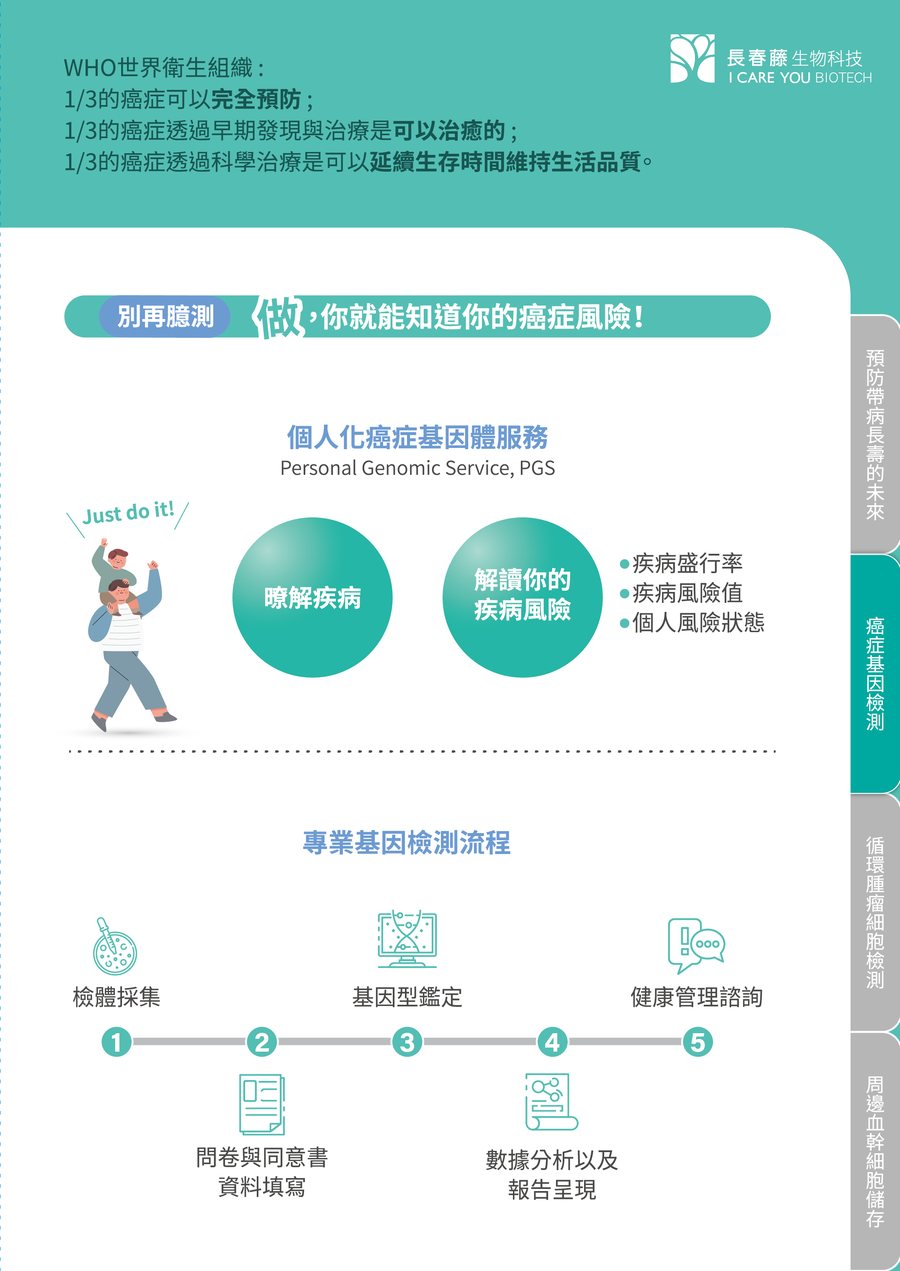 WHO世界衛生組織：
1/3的癌症可以完全預防；
1/3的癌症透過早期發現與治療是可以治癒的；
1/3的癌症透過科學治療是可以延續生存時間維持生活品質。
長春藤 生物科技
I CARE YOU BIOTECH
別再臆測 做，你就能知道你的癌症風險！
個人化癌症基因體服務
Personal Genomic Service, PGS
Just do it!
暸解疾病
解讀你的
疾病風險
•疾病盛行率
•疾病風險值
•個人風險狀態
專業基因檢測流程
檢體採集
基因型鑑定
健康管理諮詢
1 2 3 4 5
問卷與同意書
資料填寫
數據分析以及
報告呈現
預防帶病長壽的未來
癌症基因檢測
循環腫瘤細胞檢測
周邊血幹細胞儲存